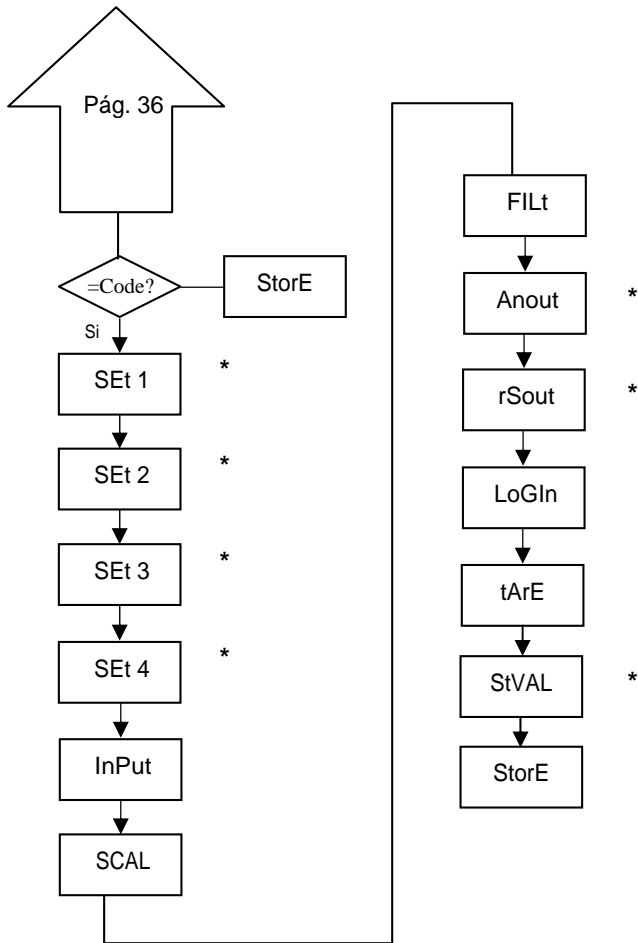 Pág. 36
=Code?
StorE
Si
SEt 1 *
SEt 2 *
SEt 3 *
SEt 4 *
InPut
SCAL
FILt
Anout *
rSout *
LoGIn
tArE
StVAL *
StorE